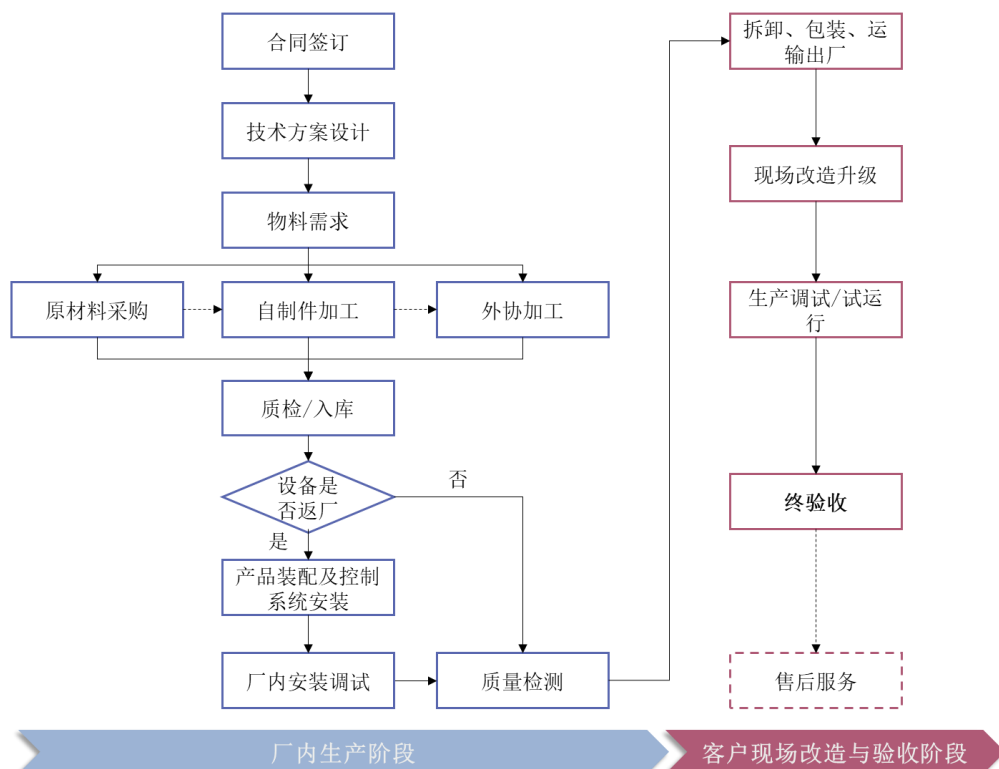 合同签订
技术方案设计
物料需求
原材料采购
自制件加工
外协加工
质检/入库
设备是
否返厂
否
是
产品装配及控制
系统安装
厂内安装调试
质量检测
拆卸、包装、运
输出厂
现场改造升级
生产调试/试运
行
终验收
售后服务
厂内生产阶段
客户现场改造与验收阶段